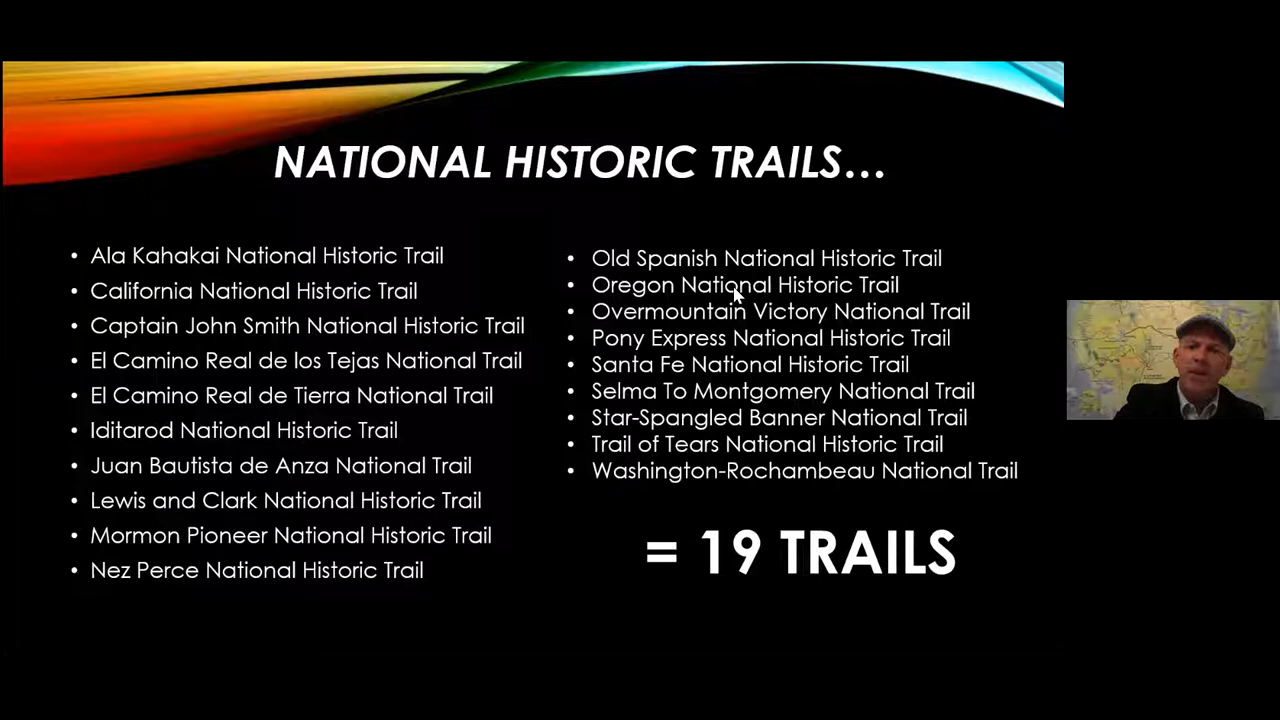 NATIONAL HISTORIC TRAILS...
• Ala Kahakai National Historic Trail
• California National Historic Trail
• Captain John Smith National Historic Trail
• El Camino Real de los Tejas National Trail
• El Camino Real de Tierra National Trail
• Iditarod National Historic Trail
• Juan Bautista de Anza National Trail
• Lewis and Clark National Historic Trail
• Mormon Pioneer National Historic Trail
• Nez Perce National Historic Trail
• Old Spanish National Historic Trail
• Oregon National Historic Trail
• Overmountain Victory National Trail
• Pony Express National Historic Trail
• Santa Fe National Historic Trail
• Selma To Montgomery National Trail
• Star-Spangled Banner National Trail
• Trail of Tears National Historic Trail
• Washington-Rochambeau National Trail
= 19 TRAILS